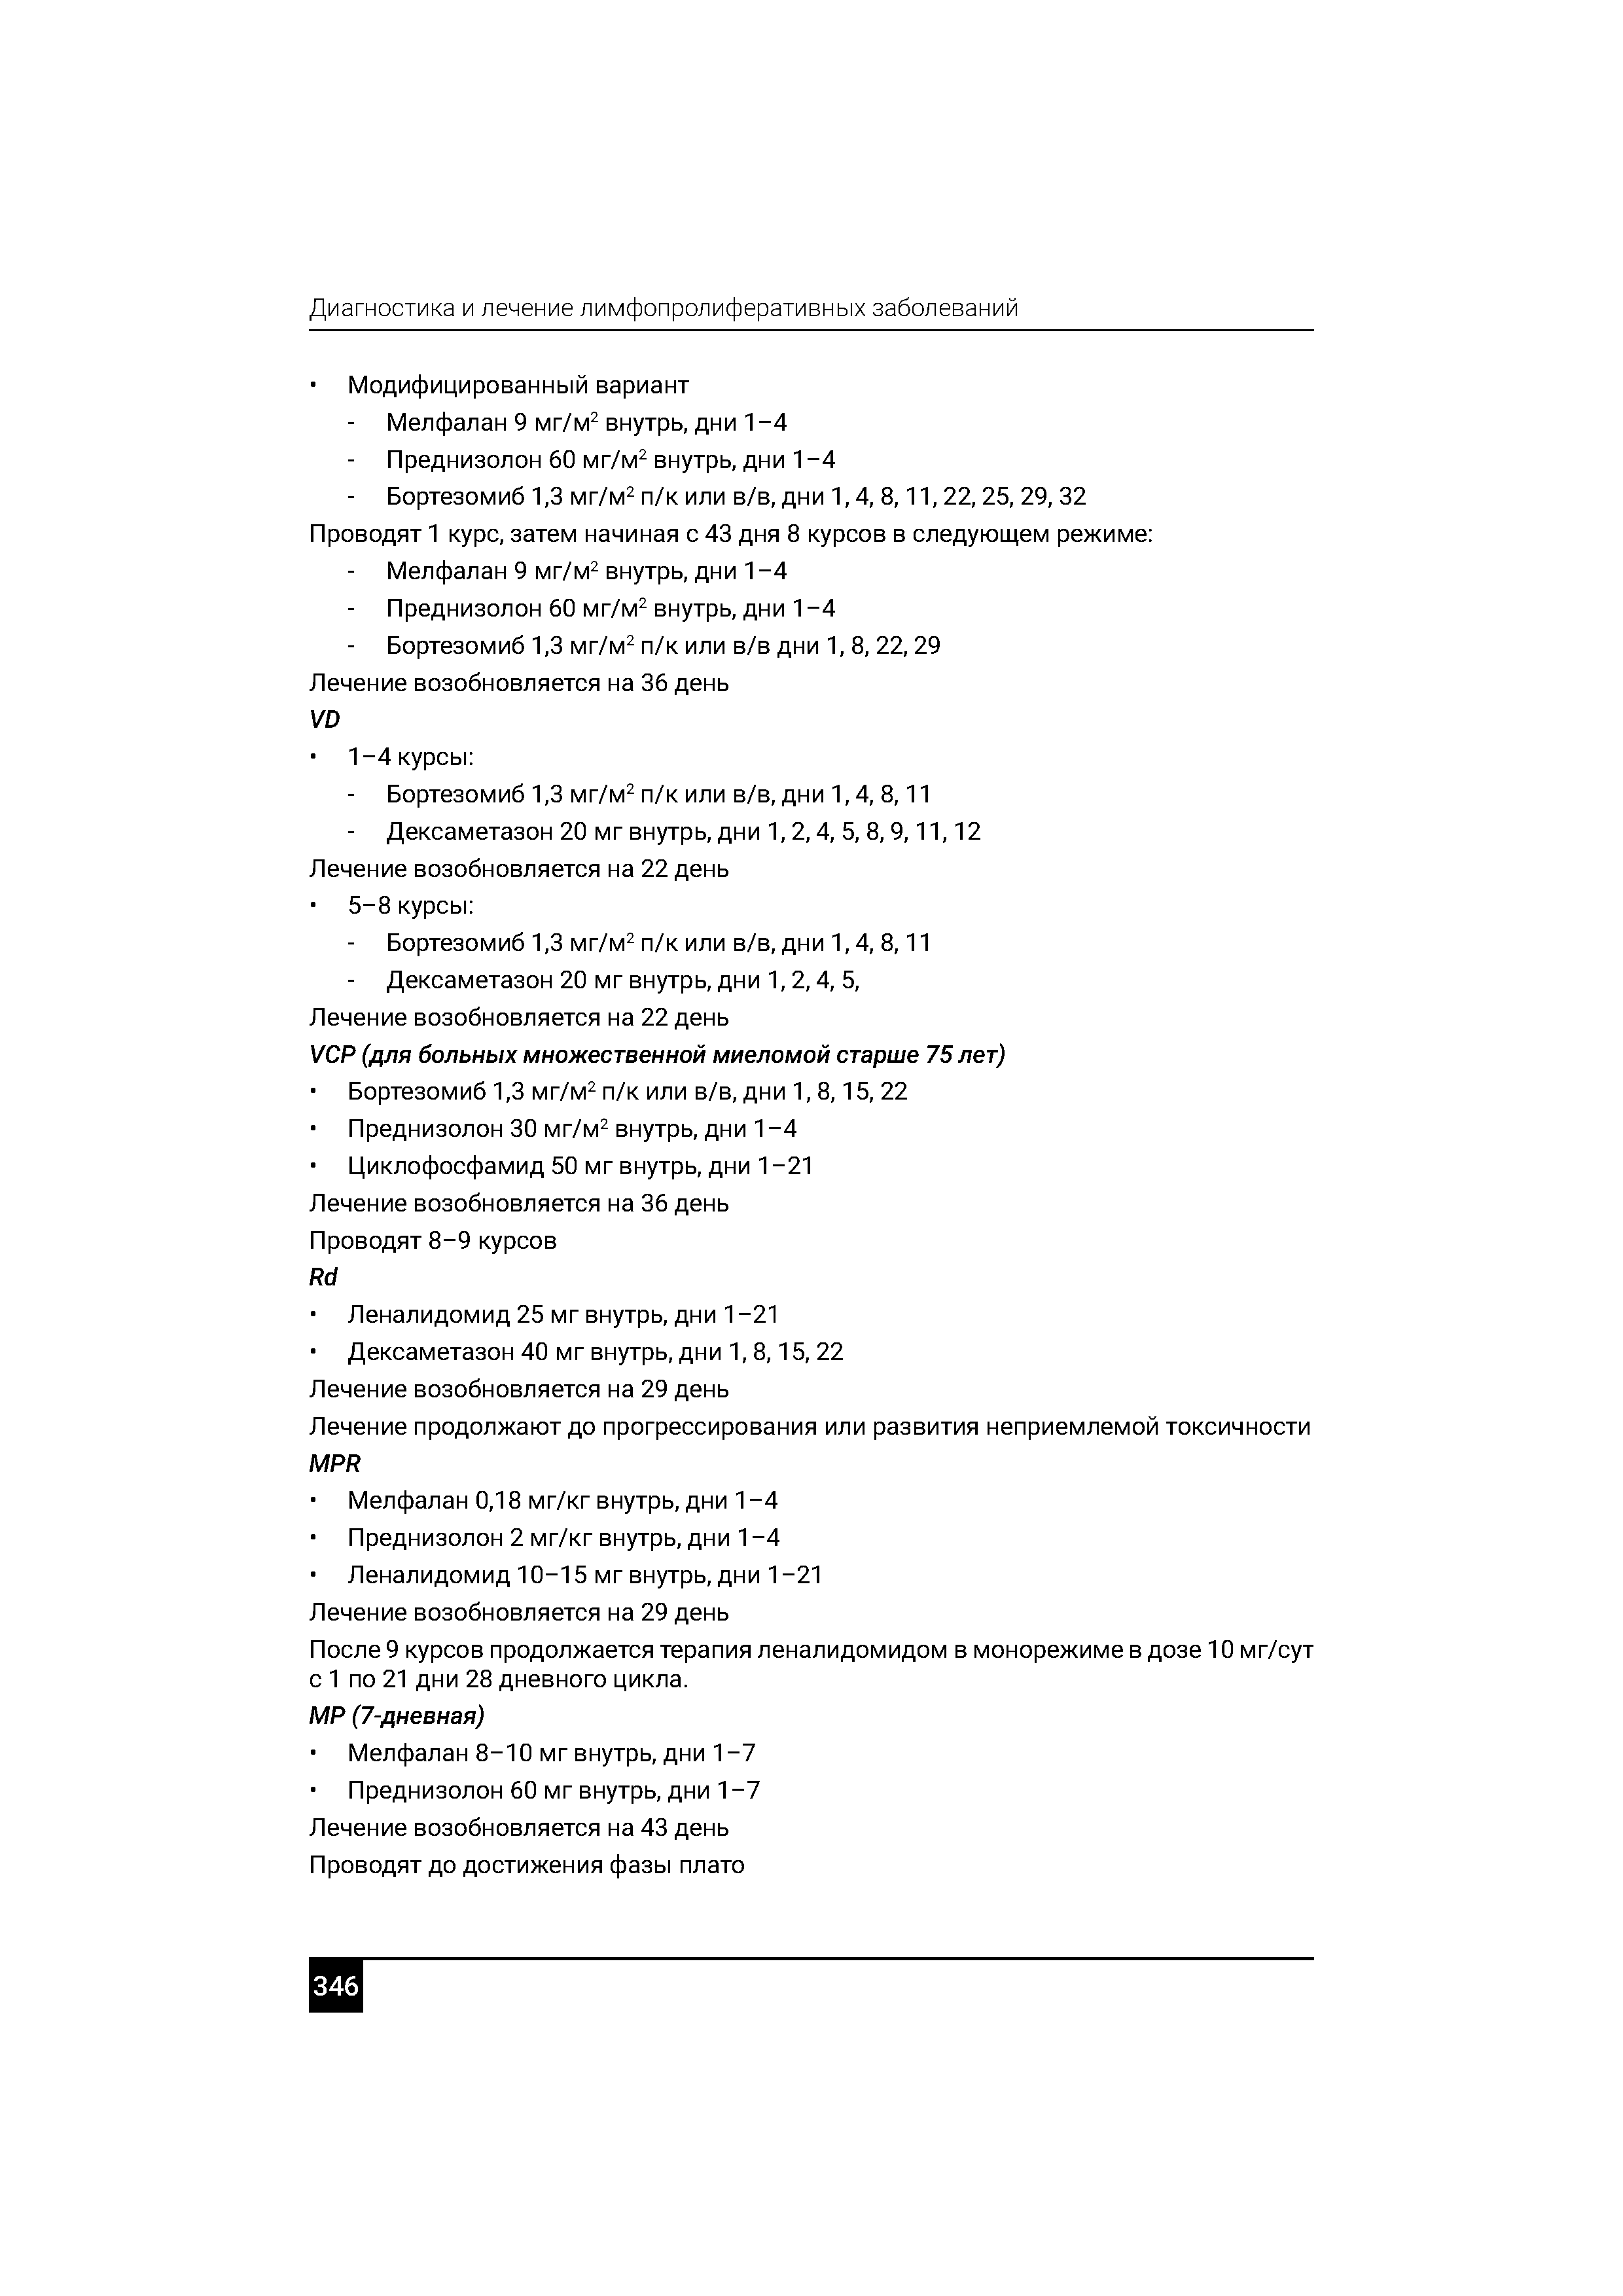 Диагностика и лечение лимфопролиферативных заболеваний
• Модифицированный вариант
- Мелфалан 9 мг/м² внутрь, дни 1–4
- Преднизолон 60 мг/м² внутрь, дни 1–4
- Бортезомиб 1,3 мг/м² п/к или в/в, дни 1, 4, 8, 11, 22, 25, 29, 32
Проводят 1 курс, затем начиная с 43 дня 8 курсов в следующем режиме:
- Мелфалан 9 мг/м² внутрь, дни 1–4
- Преднизолон 60 мг/м² внутрь, дни 1–4
- Бортезомиб 1,3 мг/м² п/к или в/в дни 1, 8, 22, 29
Лечение возобновляется на 36 день
VD
• 1–4 курсы:
- Бортезомиб 1,3 мг/м² п/к или в/в, дни 1, 4, 8, 11
- Дексаметазон 20 мг внутрь, дни 1, 2, 4, 5, 8, 9, 11, 12
Лечение возобновляется на 22 день
• 5–8 курсы:
- Бортезомиб 1,3 мг/м² п/к или в/в, дни 1, 4, 8, 11
- Дексаметазон 20 мг внутрь, дни 1, 2, 4, 5,
Лечение возобновляется на 22 день
VCP (для больных множественной миеломой старше 75 лет)
• Бортезомиб 1,3 мг/м² п/к или в/в, дни 1, 8, 15, 22
• Преднизолон 30 мг/м² внутрь, дни 1–4
• Циклофосфамид 50 мг внутрь, дни 1–21
Лечение возобновляется на 36 день
Проводят 8–9 курсов
Rd
• Леналидомид 25 мг внутрь, дни 1–21
• Дексаметазон 40 мг внутрь, дни 1, 8, 15, 22
Лечение возобновляется на 29 день
Лечение продолжают до прогрессирования или развития неприемлемой токсичности
MPR
• Мелфалан 0,18 мг/кг внутрь, дни 1–4
• Преднизолон 2 мг/кг внутрь, дни 1–4
• Леналидомид 10–15 мг внутрь, дни 1–21
Лечение возобновляется на 29 день
После 9 курсов продолжается терапия леналидомидом в монорежиме в дозе 10 мг/сут
с 1 по 21 дни 28 дневного цикла.
MP (7-дневная)
• Мелфалан 8–10 мг внутрь, дни 1–7
• Преднизолон 60 мг внутрь, дни 1–7
Лечение возобновляется на 43 день
Проводят до достижения фазы плато
346